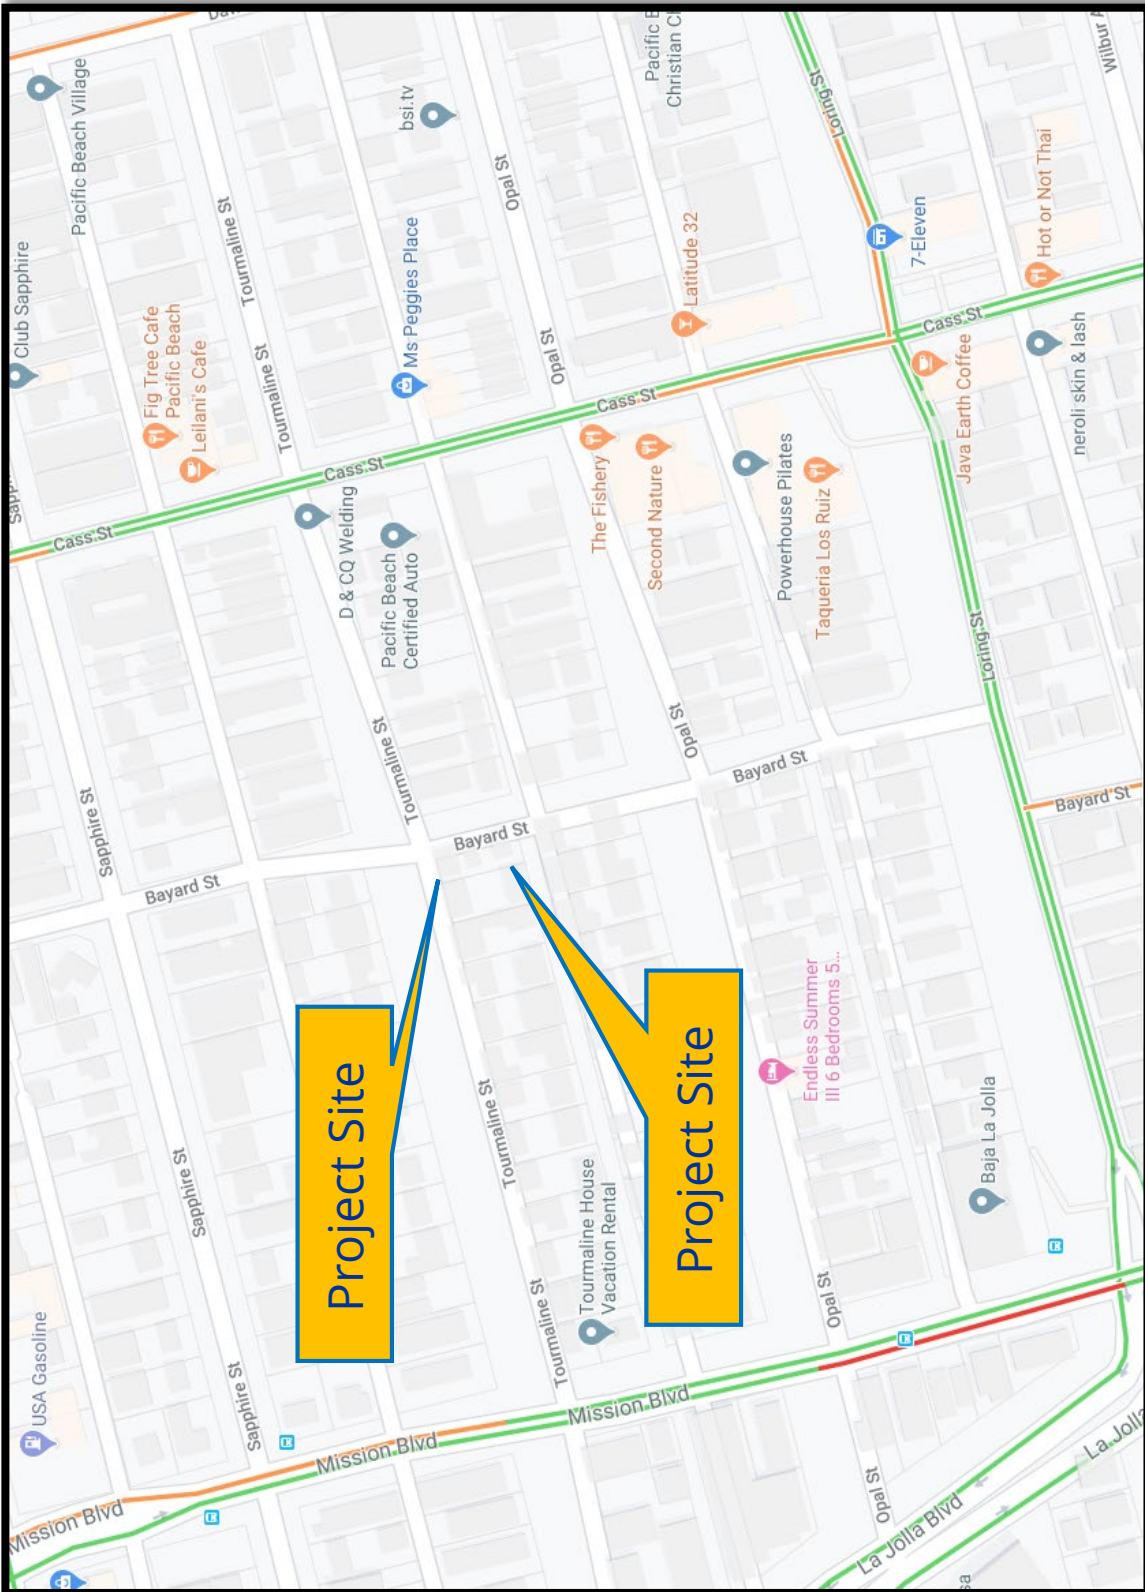 Pacific Beach Village
Club Sapphire
Fig Tree Cafe
Pacific Beach
Leilani's Cafe
Tourmaline St
Tourmaline St
bsi.tv
Ms Peggies Place
Opal St
Opal St
Pacific B
Christian C
Latitude 32
Loring St
7-Eleven
Hot or Not Thai
Wilbur A
Cass St
Cass St
Cass St
Cass St
Java Earth Coffee
neroli skin & lash
D & CQ Welding
Pacific Beach
Certified Auto
The Fishery
Second Nature
Powerhouse Pilates
Taqueria Los Ruiz
Loring St
Sapphire St
Tourmaline St
Opal St
Bayard St
Bayard St
Bayard St
Bayard St
Project Site
Project Site
Endless Summer
III 6 Bedrooms 5...
Baja La Jolla
Sapphire St
Tourmaline St
Tourmaline House
Vacation Rental
USA Gasoline
Sapphire St
Tourmaline St
Opal St
Mission Blvd
Mission Blvd
Mission Blvd
Opal St
La Jolla Blvd
La Jolla